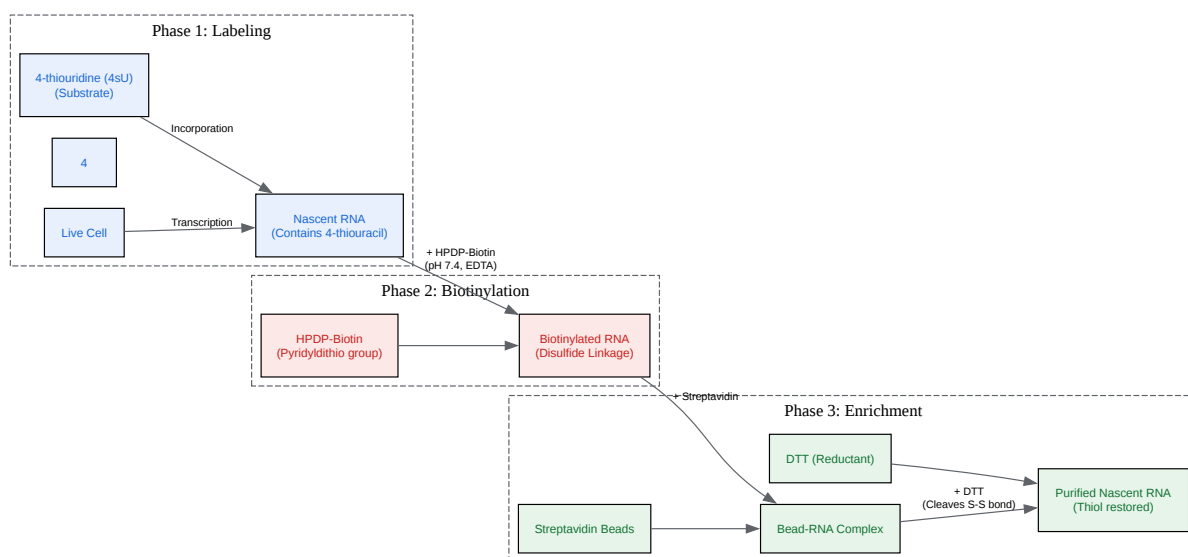 Phase 1: Labeling
4-thiouridine (4sU)
(Substrate)
Incorporation
4
Live Cell
Transcription
Nascent RNA
(Contains 4-thiouracil)
+ HPDP-Biotin
(pH 7.4, EDTA)
Phase 2: Biotinylation
HPDP-Biotin
(Pyridyldithio group)
Biotinylated RNA
(Disulfide Linkage)
+ Streptavidin
Phase 3: Enrichment
DTT (Reductant)
+ DTT
(Cleaves S-S bond)
Purified Nascent RNA
(Thiol restored)
Streptavidin Beads
Bead-RNA Complex